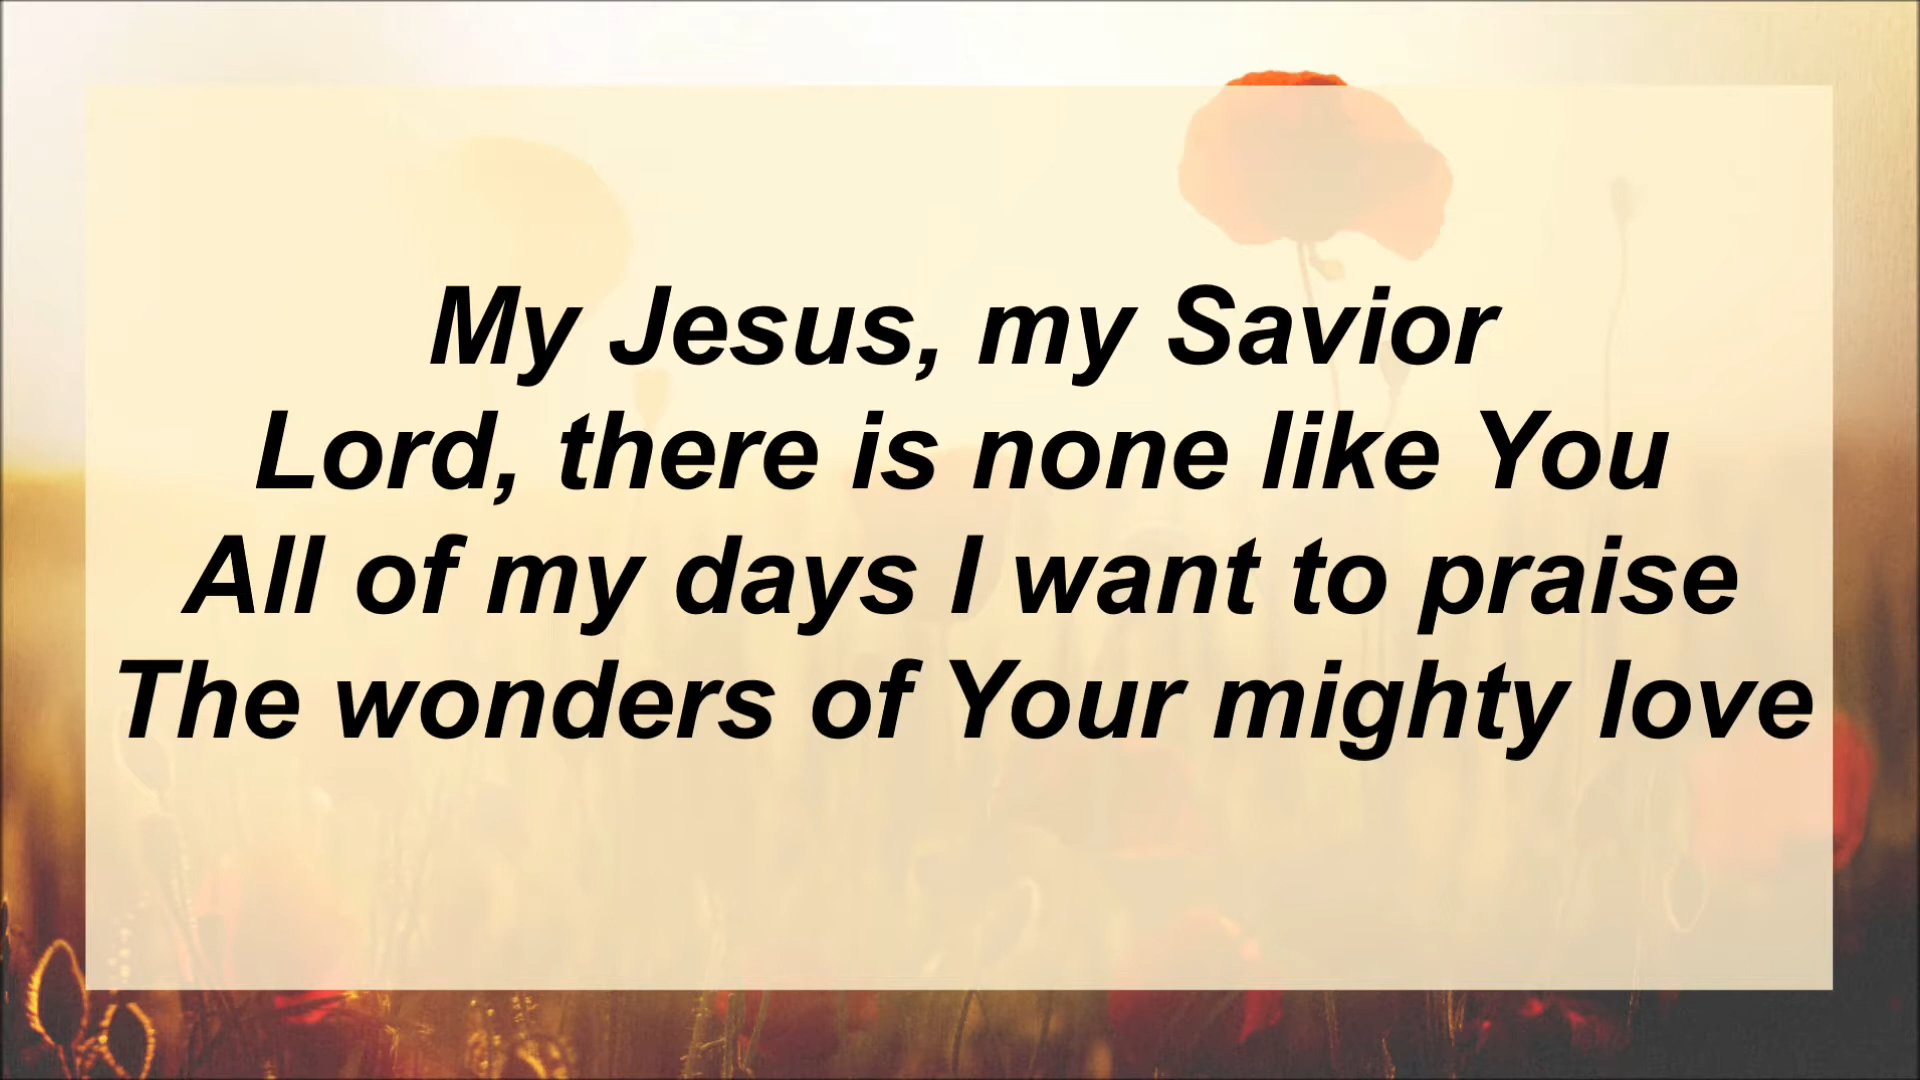 My Jesus, my Savior
Lord, there is none like You
All of my days I want to praise
The wonders of Your mighty love